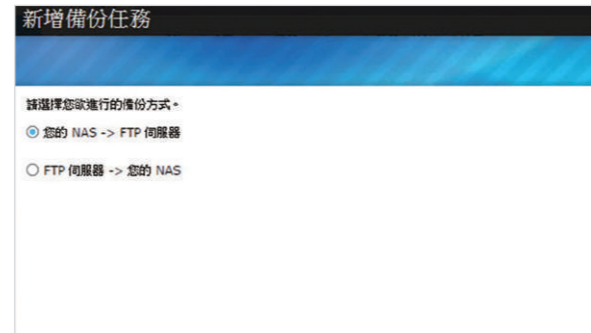 新增備份任務
請選擇您欲進行的備份方式。
您的 NAS -> FTP 伺服器
FTP 伺服器 -> 您的 NAS